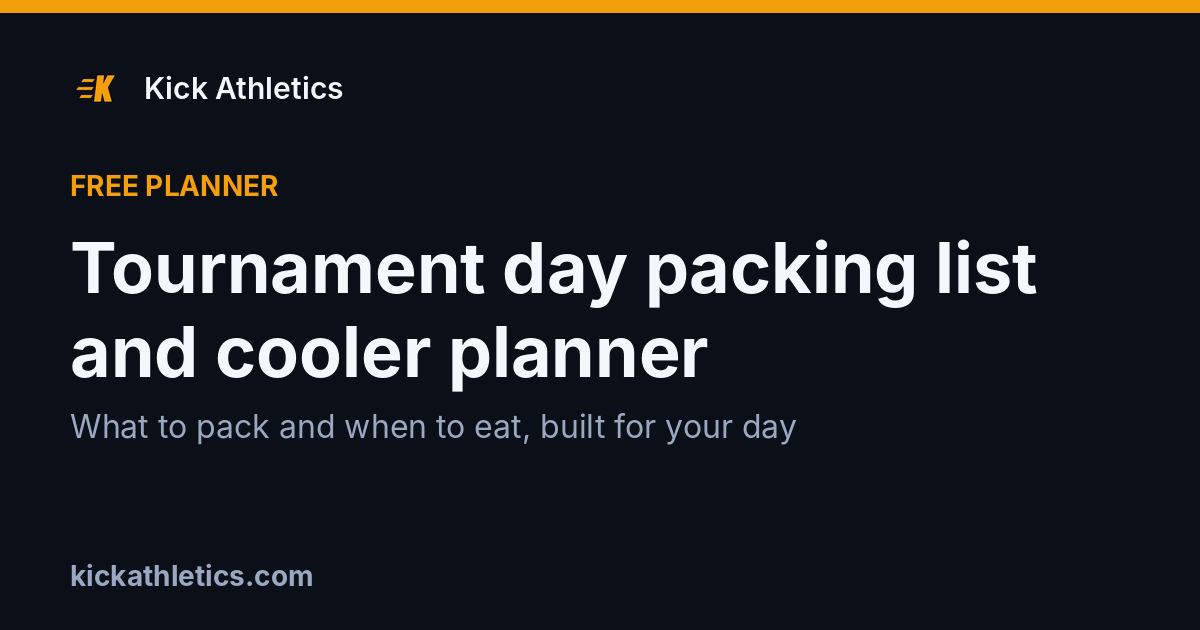 Kick Athletics
FREE PLANNER
Tournament day packing list
and cooler planner
What to pack and when to eat, built for your day
kickathletics.com